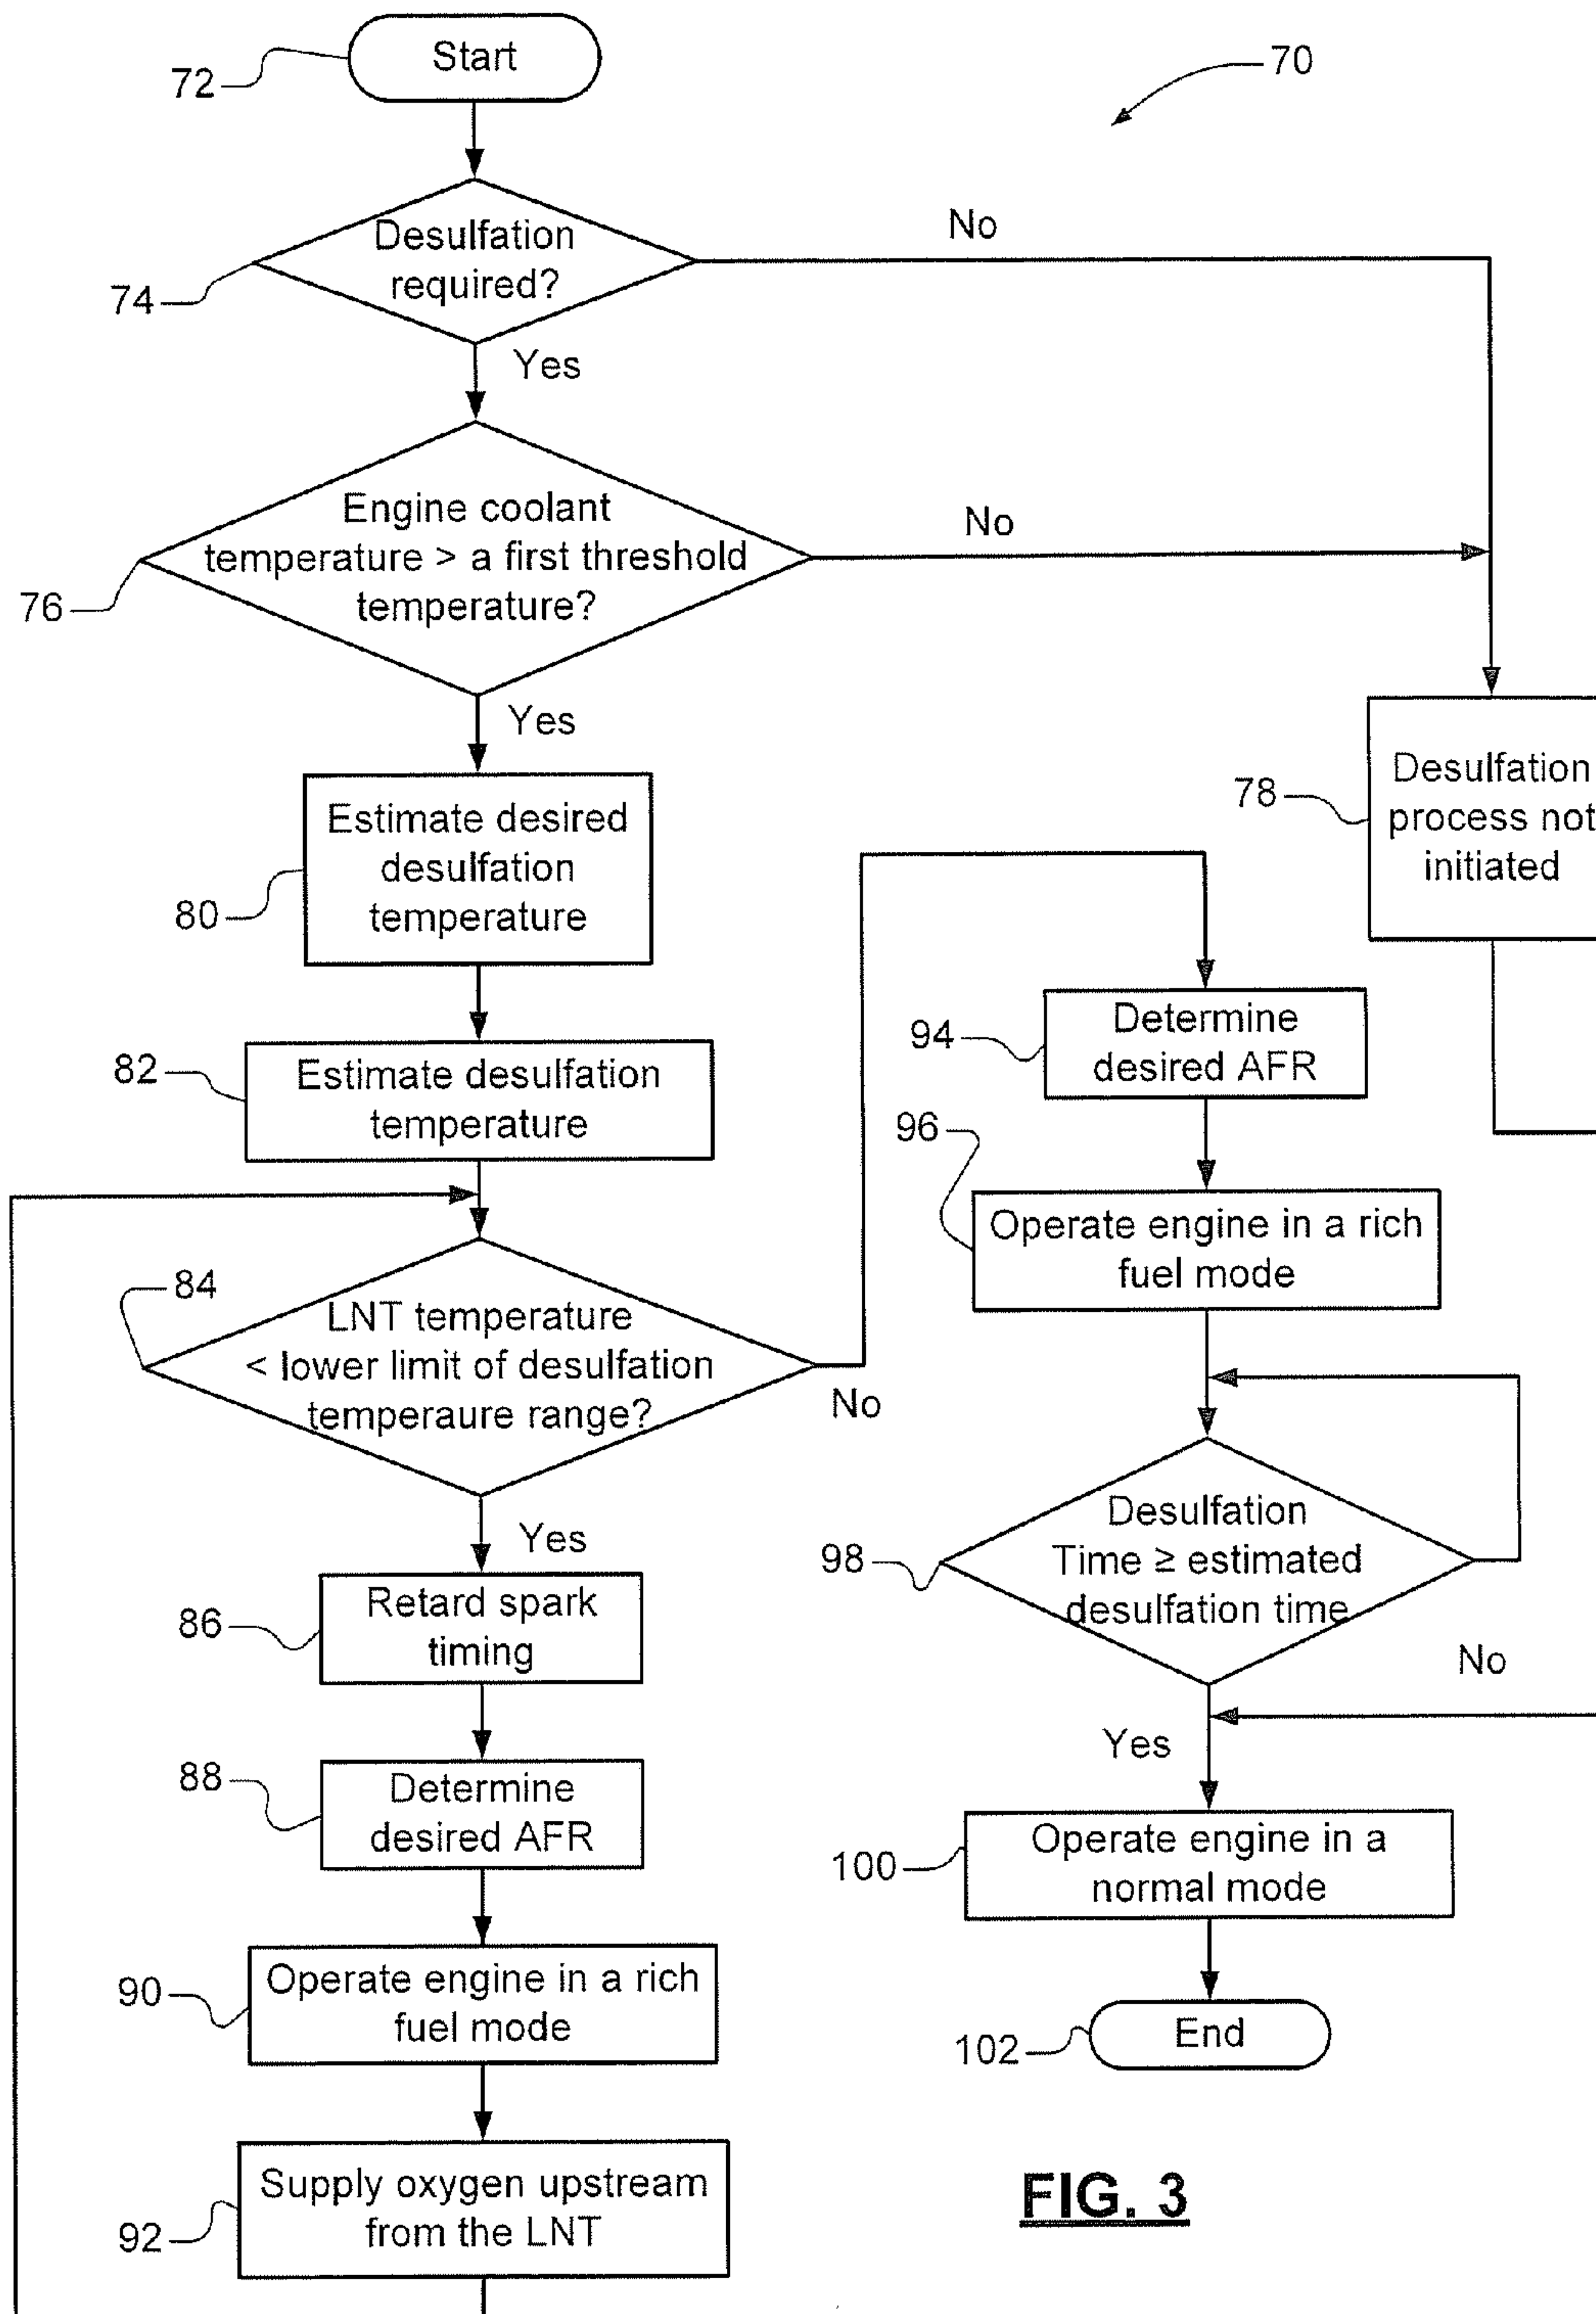 Start
72
70
Desulfation
required?
74
No
Yes
Engine coolant
temperature > a first threshold
temperature?
76
No
Yes
Desulfation
process not
initiated
78
Estimate desired
desulfation
temperature
80
Estimate desulfation
temperature
82
LNT temperature
< lower limit of desulfation
temperaure range?
84
No
Yes
Retard spark
timing
86
Determine
desired AFR
88
Operate engine in a rich
fuel mode
90
Supply oxygen upstream
from the LNT
92
Determine
desired AFR
94
Operate engine in a rich
fuel mode
96
Desulfation
Time ≥ estimated
desulfation time
98
No
Yes
Operate engine in a
normal mode
100
End
102
FIG. 3